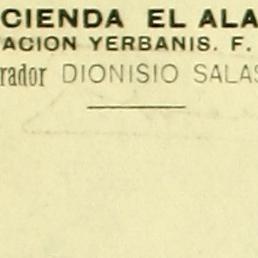 CIENDA EL ALA
ACION YERBANIS. F.
rador DIONISIO SALAS